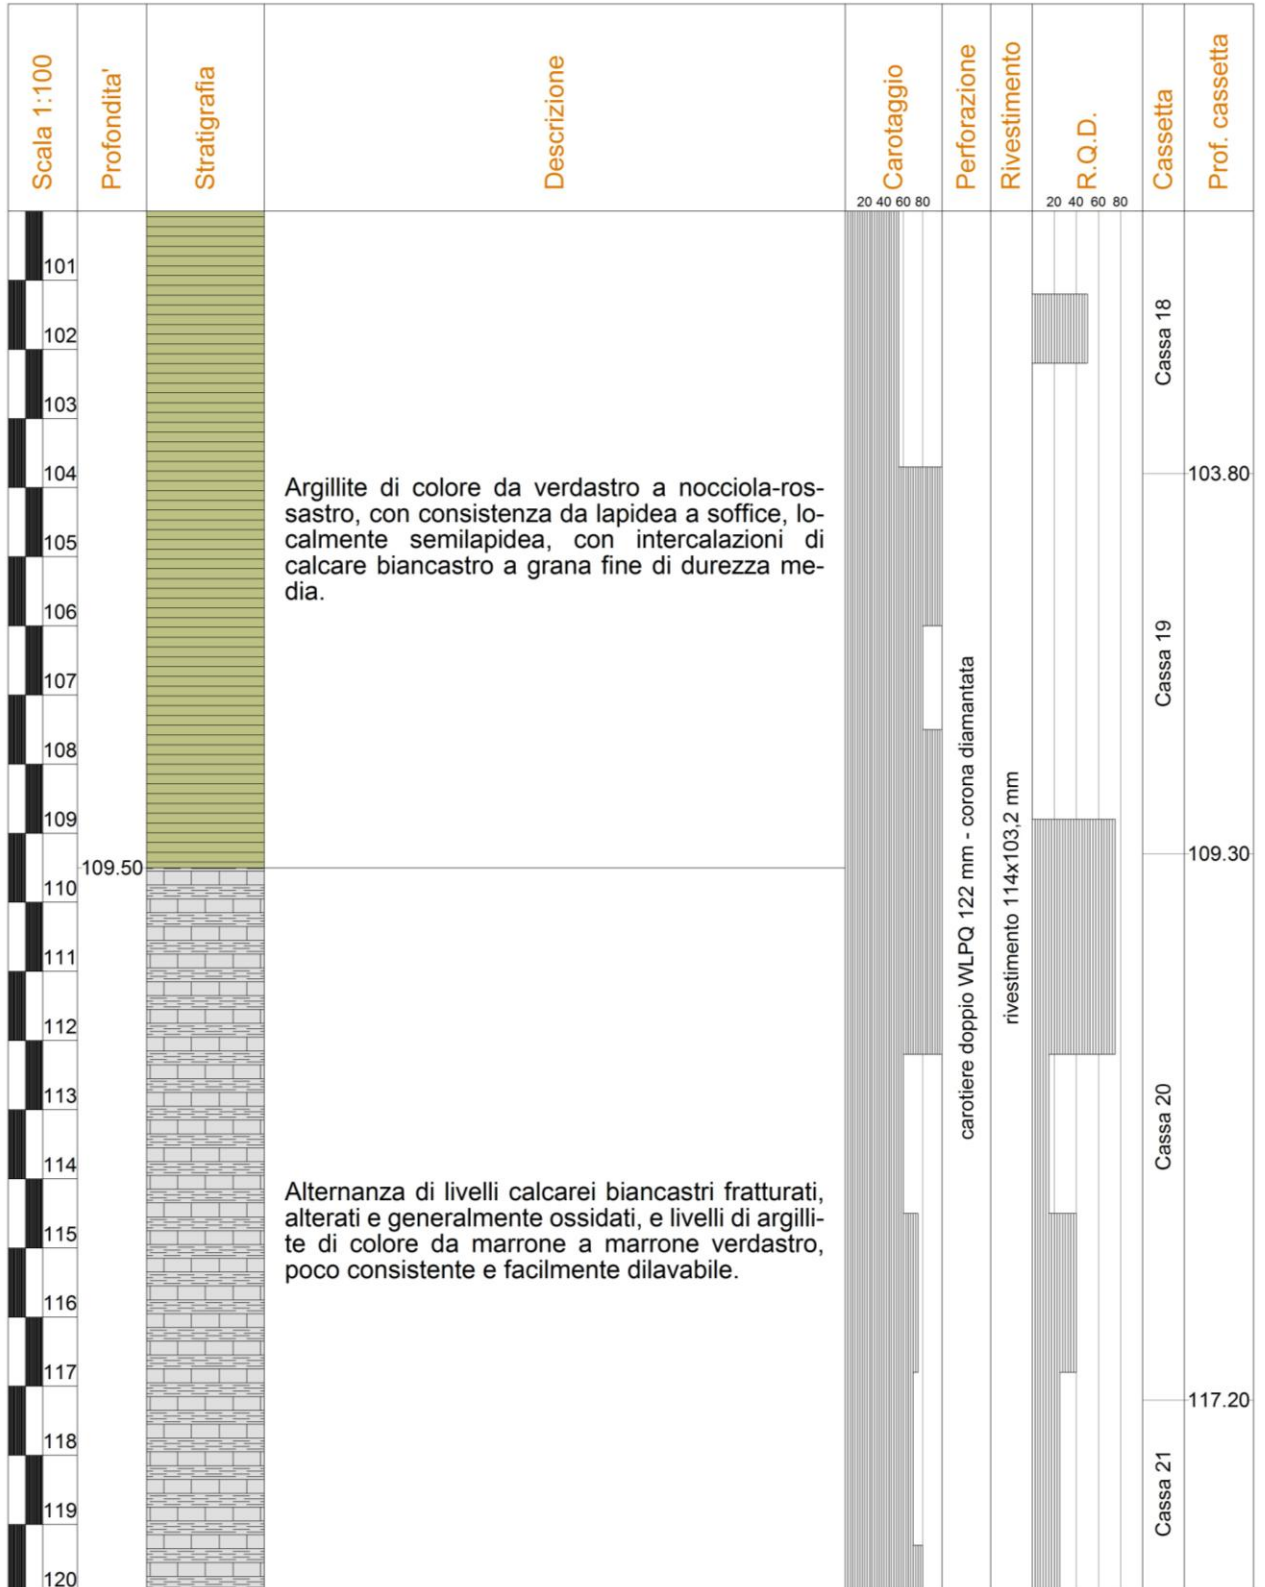 Scala 1:100
Profondita'
Stratigrafia
Descrizione
Carotaggio
Perforazione
Rivestimento
R.Q.D.
Cassetta
Prof. cassetta
20 40 60 80
20 40 60 80
101
102
103
104
105
106
107
108
109
110
111
112
113
114
115
116
117
118
119
120
109.50
Argillite di colore da verdastro a nocciola-ros-
sastro, con consistenza da lapidea a soffice, lo-
calmente semilapidea, con intercalazioni di
calcare biancastro a grana fine di durezza me-
dia.
Alternanza di livelli calcarei biancastri fratturati,
alterati e generalmente ossidati, e livelli di argilli-
te di colore da marrone a marrone verdastro,
poco consistente e facilmente dilavabile.
carotiere doppio WLPQ 122 mm - corona diamantata
rivestimento 114x103,2 mm
Cassa 18
Cassa 19
Cassa 20
Cassa 21
103.80
109.30
117.20